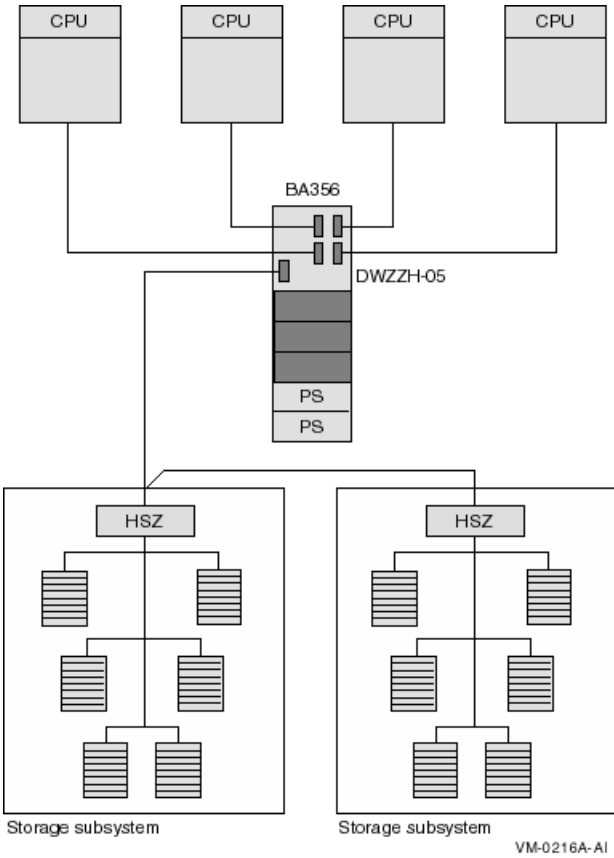 CPU
CPU
CPU
CPU
BA356
DWZZH-05
PS
PS
HSZ
HSZ
Storage subsystem
Storage subsystem
VM-0216A-AI